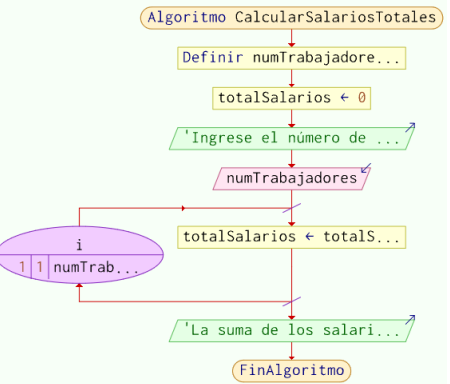 Algoritmo CalcularSalariosTotales
Definir numTrabajadore...
totalSalarios ← 0
'Ingrese el número de ...
numTrabajadores
totalSalarios ← totalS...
i
1 1 numTrab...
'La suma de los salari...
FinAlgoritmo